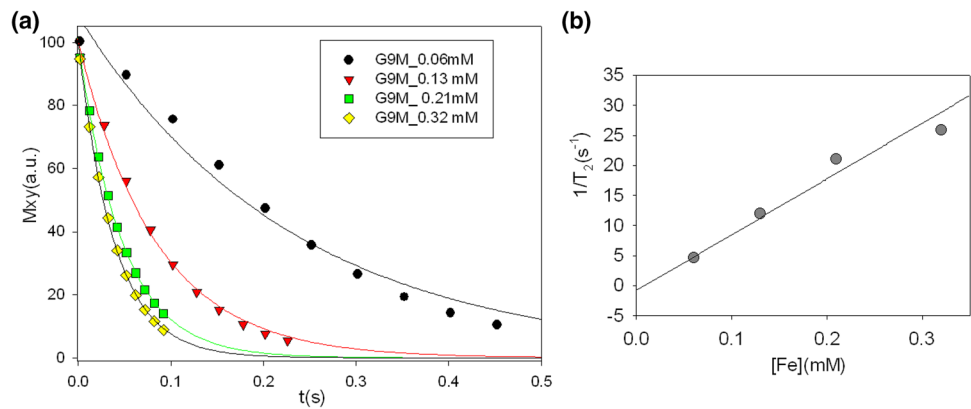 (a)
Mxy(a.u.)
100
80
60
40
20
0
0.0 0.1 0.2 0.3 0.4 0.5
t(s)
G9M_0.06mM
G9M_0.13 mM
G9M_ 0.21mM
G9M_0.32 mM
(b)
1/T2(s-1)
35
30
25
20
15
10
5
0
-5
0.0 0.1 0.2 0.3
[Fe](mM)